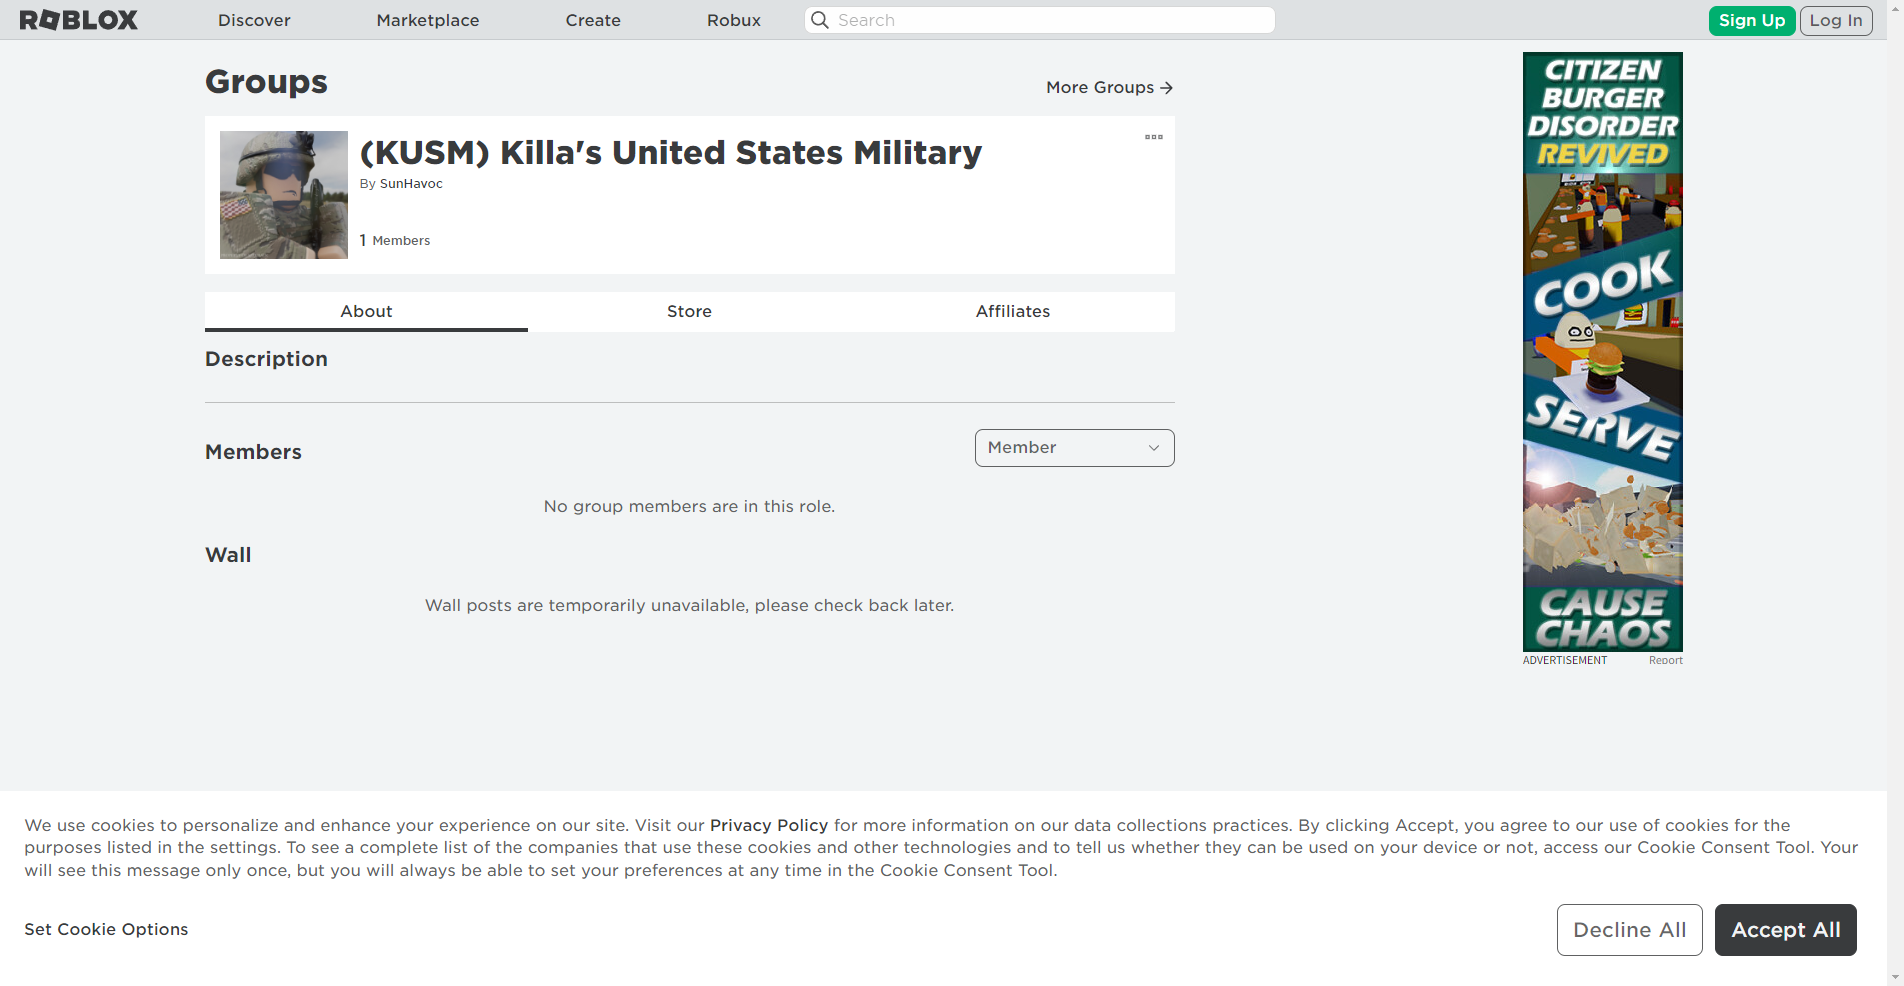 ROBLOX
Discover
Marketplace
Create
Robux
Search
Sign Up
Log In
Groups
More Groups
(KUSM) Killa's United States Military
By SunHavoc
1 Members
About
Store
Affiliates
Description
Members
Member
No group members are in this role.
Wall
Wall posts are temporarily unavailable, please check back later.
CITIZEN
BURGER
DISORDER
REVIVED
COOK
SERVE
CAUSE
CHAOS
ADVERTISEMENT
Report
We use cookies to personalize and enhance your experience on our site. Visit our Privacy Policy for more information on our data collections practices. By clicking Accept, you agree to our use of cookies for the
purposes listed in the settings. To see a complete list of the companies that use these cookies and other technologies and to tell us whether they can be used on your device or not, access our Cookie Consent Tool. Your
will see this message only once, but you will always be able to set your preferences at any time in the Cookie Consent Tool.
Set Cookie Options
Decline All
Accept All